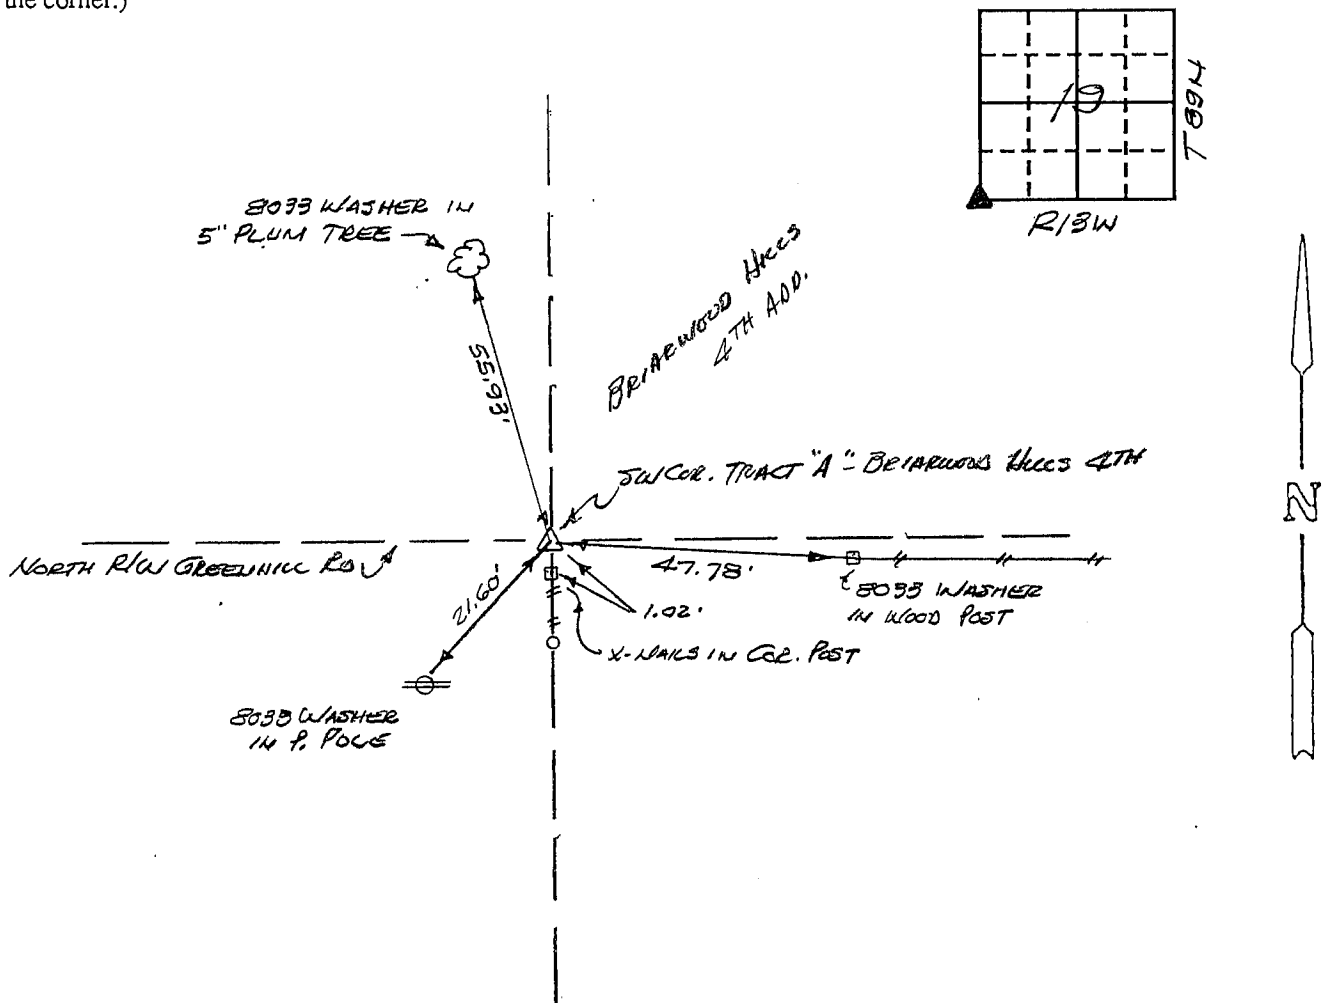 the corner.)
19
T 89N
R13W
8033 WASHER IN
5" PLUM TREE
BRIARWOOD HILLS
4TH ADD.
55.93'
SW COR. TRACT "A" - BRIARWOOD HILLS 4TH
NORTH R/W GREENHILL RD
47.78'
21.60'
8033 WASHER
IN WOOD POST
1.02'
X-NAILS IN COR. POST
8033 WASHER
IN P. POLE
N